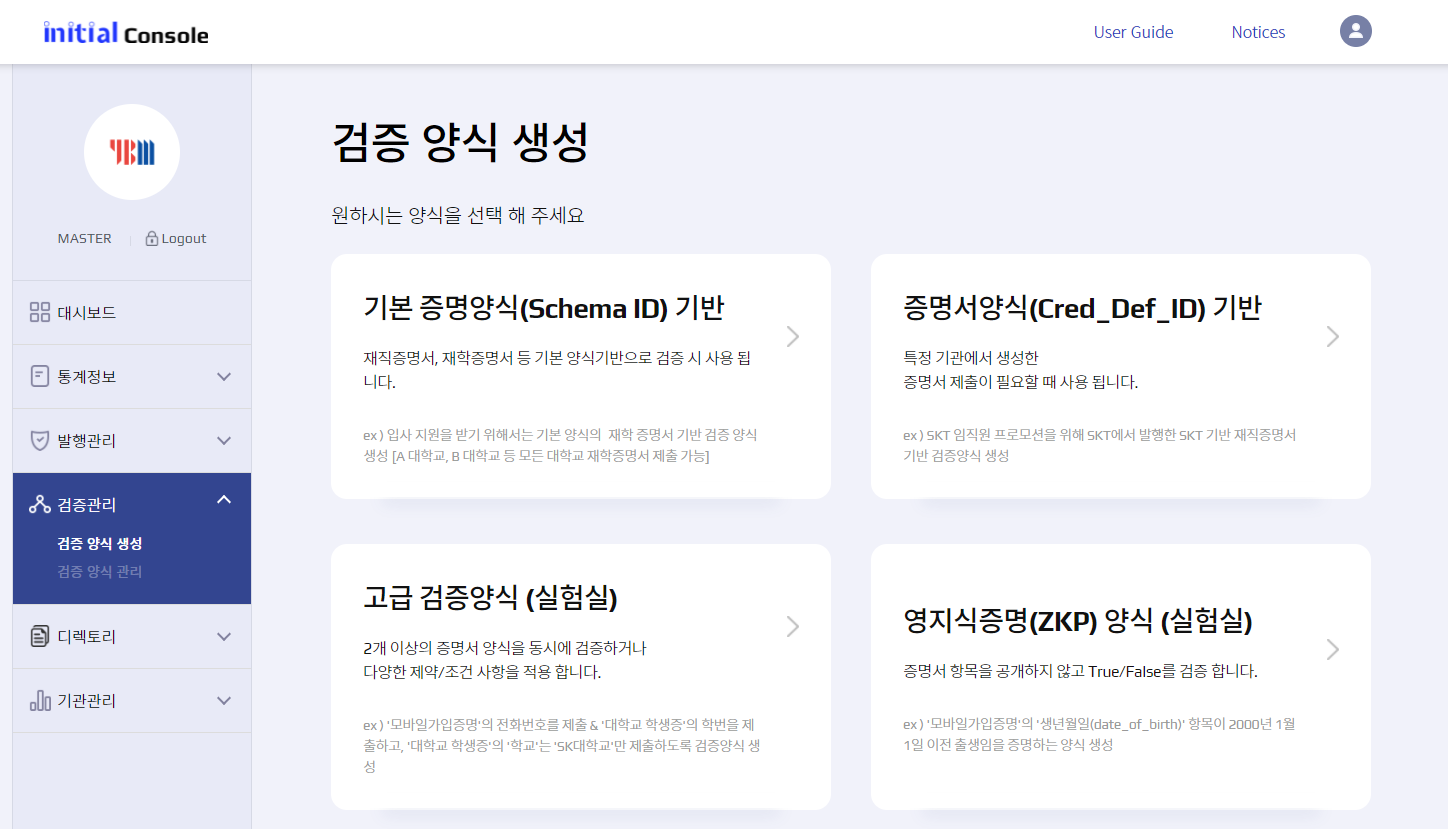 initial Console
User Guide
Notices
YBM
MASTER
Logout
대시보드
통계정보
발행관리
검증관리
검증 양식 생성
검증 양식 관리
디렉토리
기관관리
검증 양식 생성
원하시는 양식을 선택 해 주세요
기본 증명양식(Schema ID) 기반
재직증명서, 재학증명서 등 기본 양식기반으로 검증 시 사용 됩
니다.
ex ) 입사 지원을 받기 위해서는 기본 양식의 재학 증명서 기반 검증 양식
생성 [A 대학교, B 대학교 등 모든 대학교 재학증명서 제출 가능]
증명서양식(Cred_Def_ID) 기반
특정 기관에서 생성한
증명서 제출이 필요할 때 사용 됩니다.
ex ) SKT 임직원 프로모션을 위해 SKT에서 발행한 SKT 기반 재직증명서
기반 검증양식 생성
고급 검증양식 (실험실)
2개 이상의 증명서 양식을 동시에 검증하거나
다양한 제약/조건 사항을 적용 합니다.
ex ) '모바일가입증명'의 전화번호를 제출 & '대학교 학생증'의 학번을 제
출하고, '대학교 학생증'의 '학교'는 'SK대학교'만 제출하도록 검증양식 생
성
영지식증명(ZKP) 양식 (실험실)
증명서 항목을 공개하지 않고 True/False를 검증 합니다.
ex ) '모바일가입증명'의 '생년월일(date_of_birth)' 항목이 2000년 1월
1일 이전 출생임을 증명하는 양식 생성